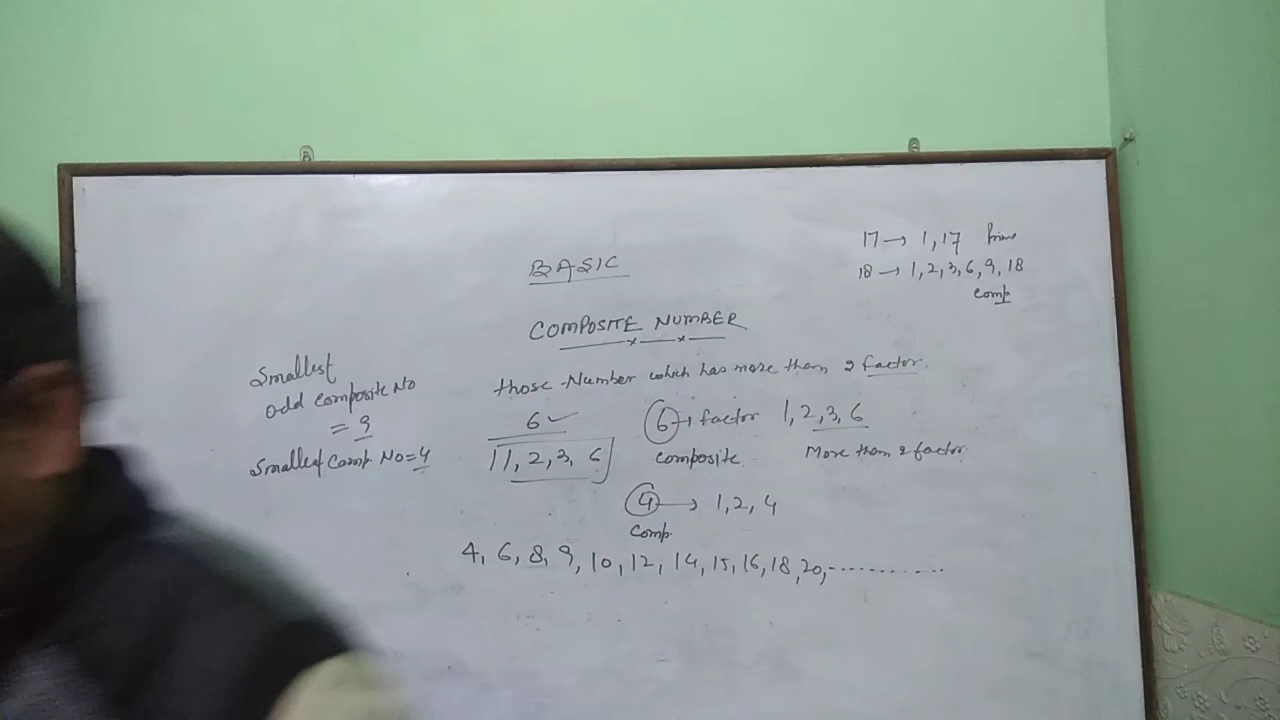 BASIC
COMPOSITE NUMBER
those Number which has more than 2 factor.
6 ✓
1, 2, 3, 6
6 → factor 1, 2, 3, 6
composite
More than 2 factor
4 → 1, 2, 4
Comp.
4, 6, 8, 9, 10, 12, 14, 15, 16, 18, 20, .............
Smallest
odd composite No
= 9
Smallest Comp. No = 4
17 → 1, 17 Prime
18 → 1, 2, 3, 6, 9, 18
comp